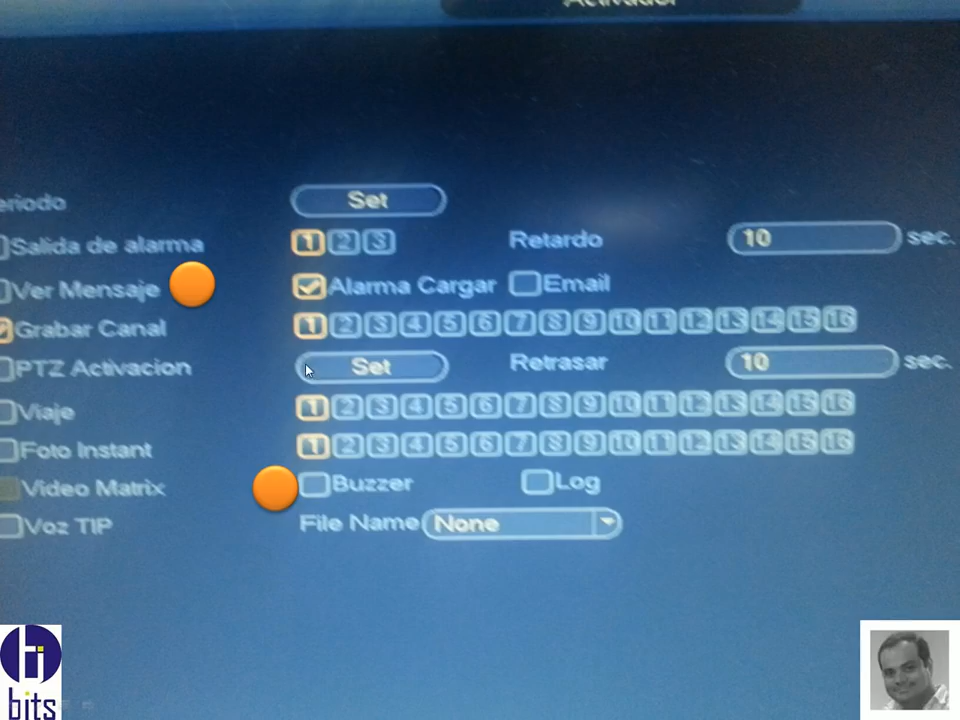 Activador
eriodo Set
Salida de alarma 1 2 3 Retardo 10 sec.
Ver Mensaje Alarma Cargar Email
Grabar Canal 1 2 3 4 5 6 7 8 9 10 11 12 13 14 15 16
PTZ Activacion Set Retrasar 10 sec.
Viaje 1 2 3 4 5 6 7 8 9 10 11 12 13 14 15 16
Foto Instant 1 2 3 4 5 6 7 8 9 10 11 12 13 14 15 16
Video Matrix Buzzer Log
Voz TIP File Name None
hi
bits